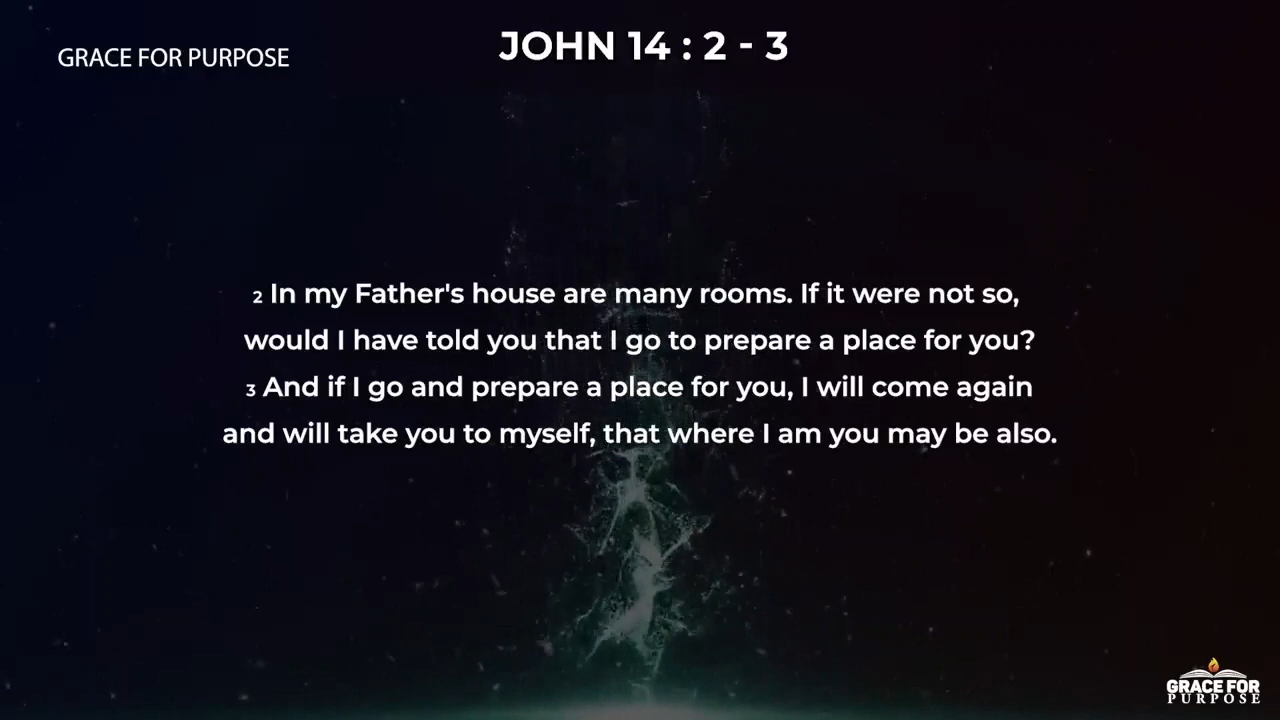 GRACE FOR PURPOSE
JOHN 14 : 2 - 3
2 In my Father's house are many rooms. If it were not so,
would I have told you that I go to prepare a place for you?
3 And if I go and prepare a place for you, I will come again
and will take you to myself, that where I am you may be also.
GRACE FOR
PURPOSE